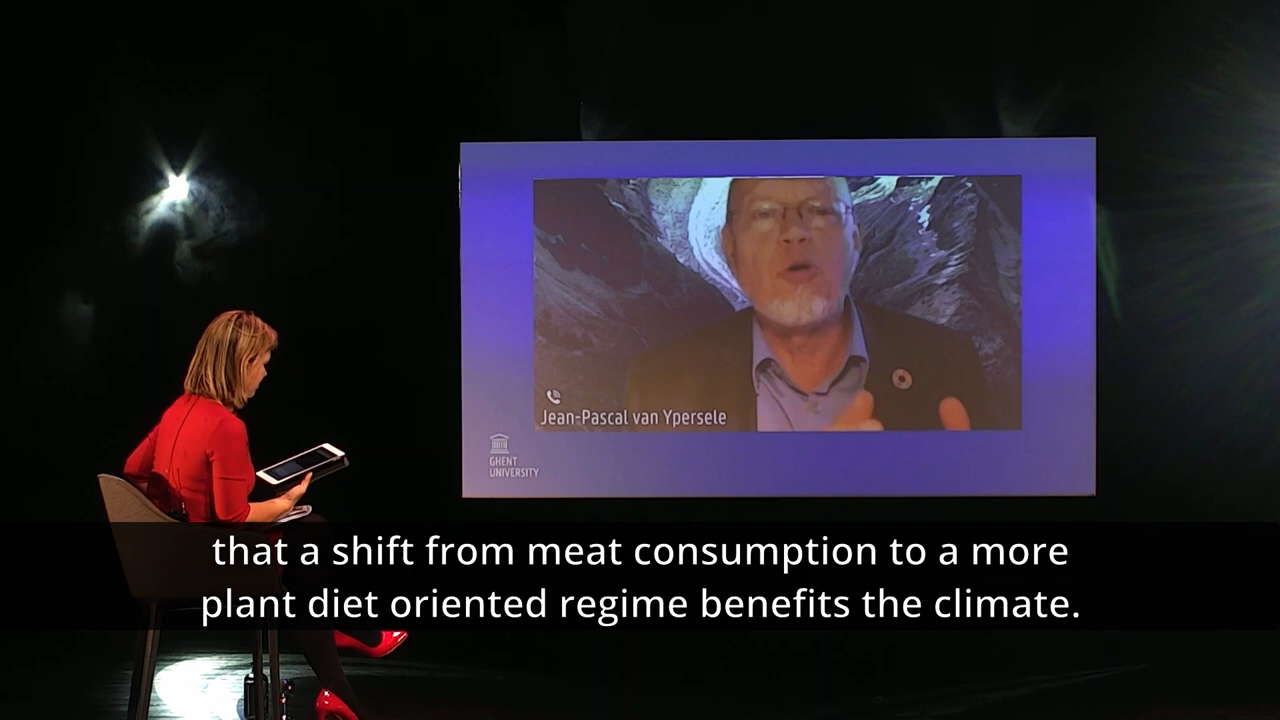 Jean-Pascal van Ypersele
GHENT
UNIVERSITY
that a shift from meat consumption to a more
plant diet oriented regime benefits the climate.